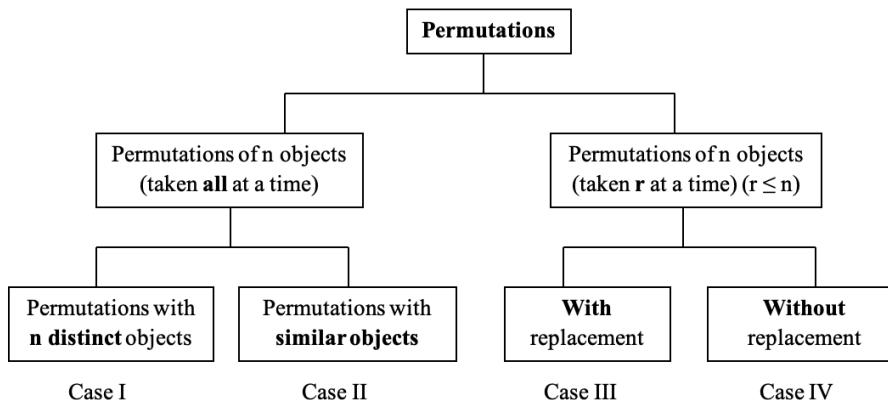 Permutations
Permutations of n objects
(taken all at a time)
Permutations of n objects
(taken r at a time) (r ≤ n)
Permutations with
n distinct objects
Permutations with
similar objects
With
replacement
Without
replacement
Case I
Case II
Case III
Case IV